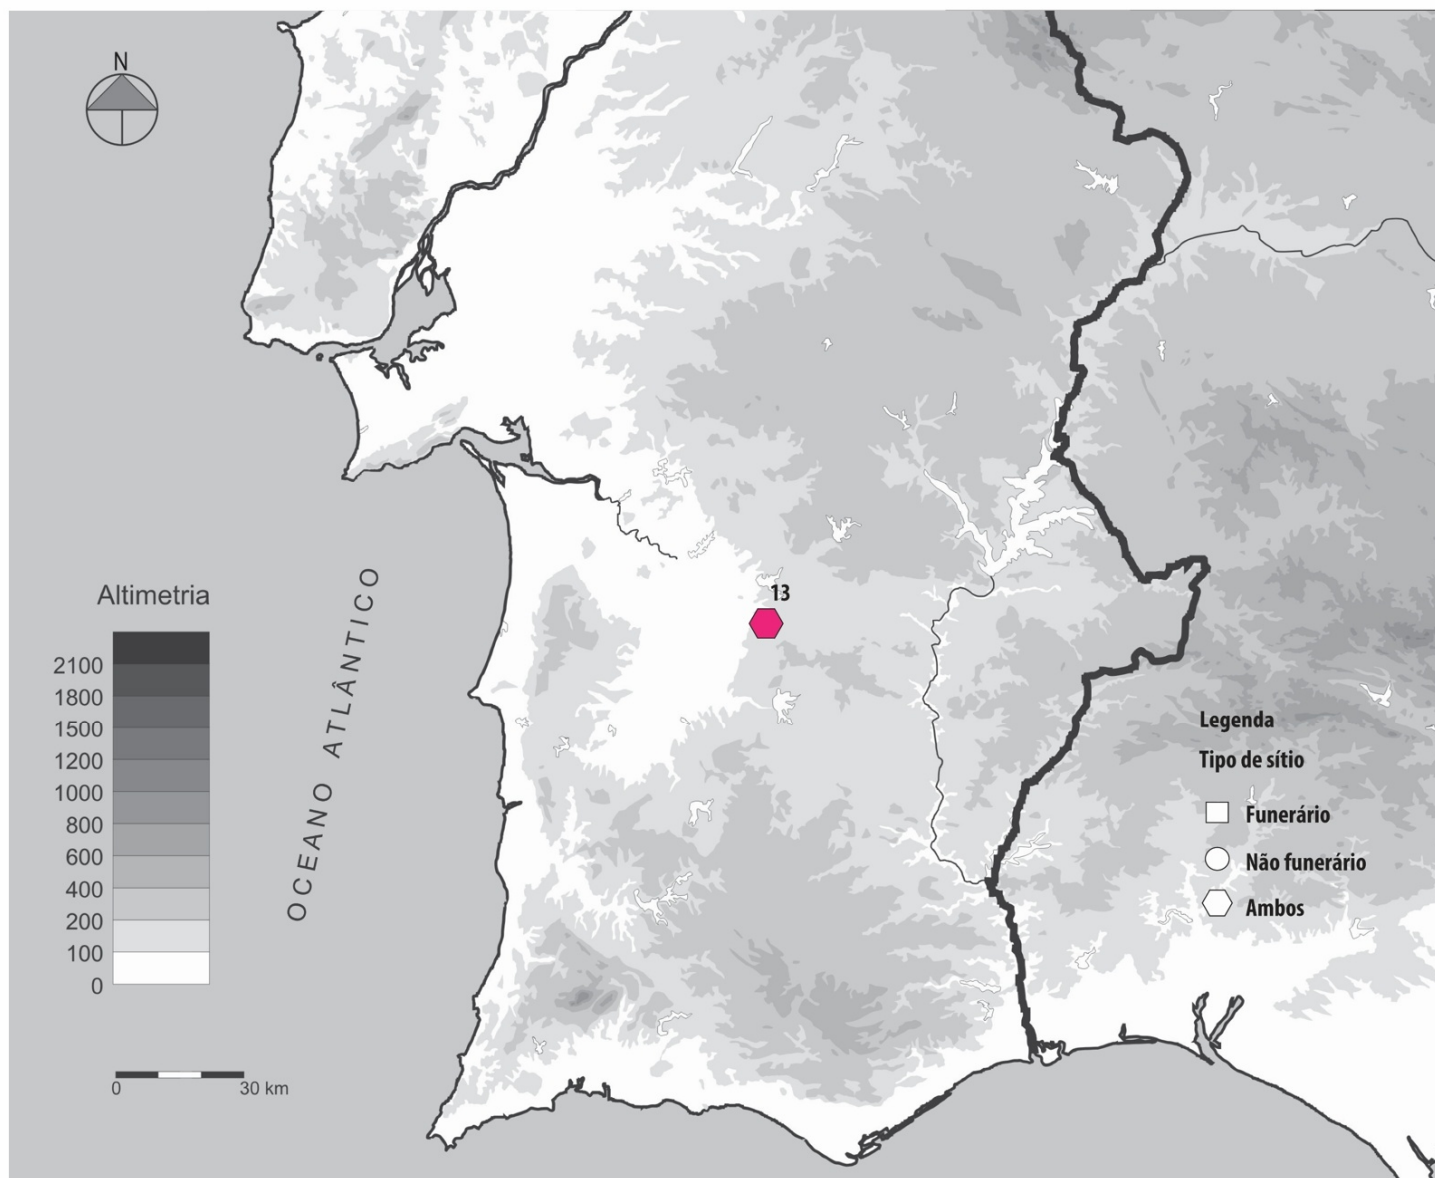 N
13
Altimetria
2100
1800
1500
1200
1000
800
600
400
200
100
0
OCEANO ATLÂNTICO
Legenda
Tipo de sítio
Funerário
Não funerário
Ambos
0 30 km